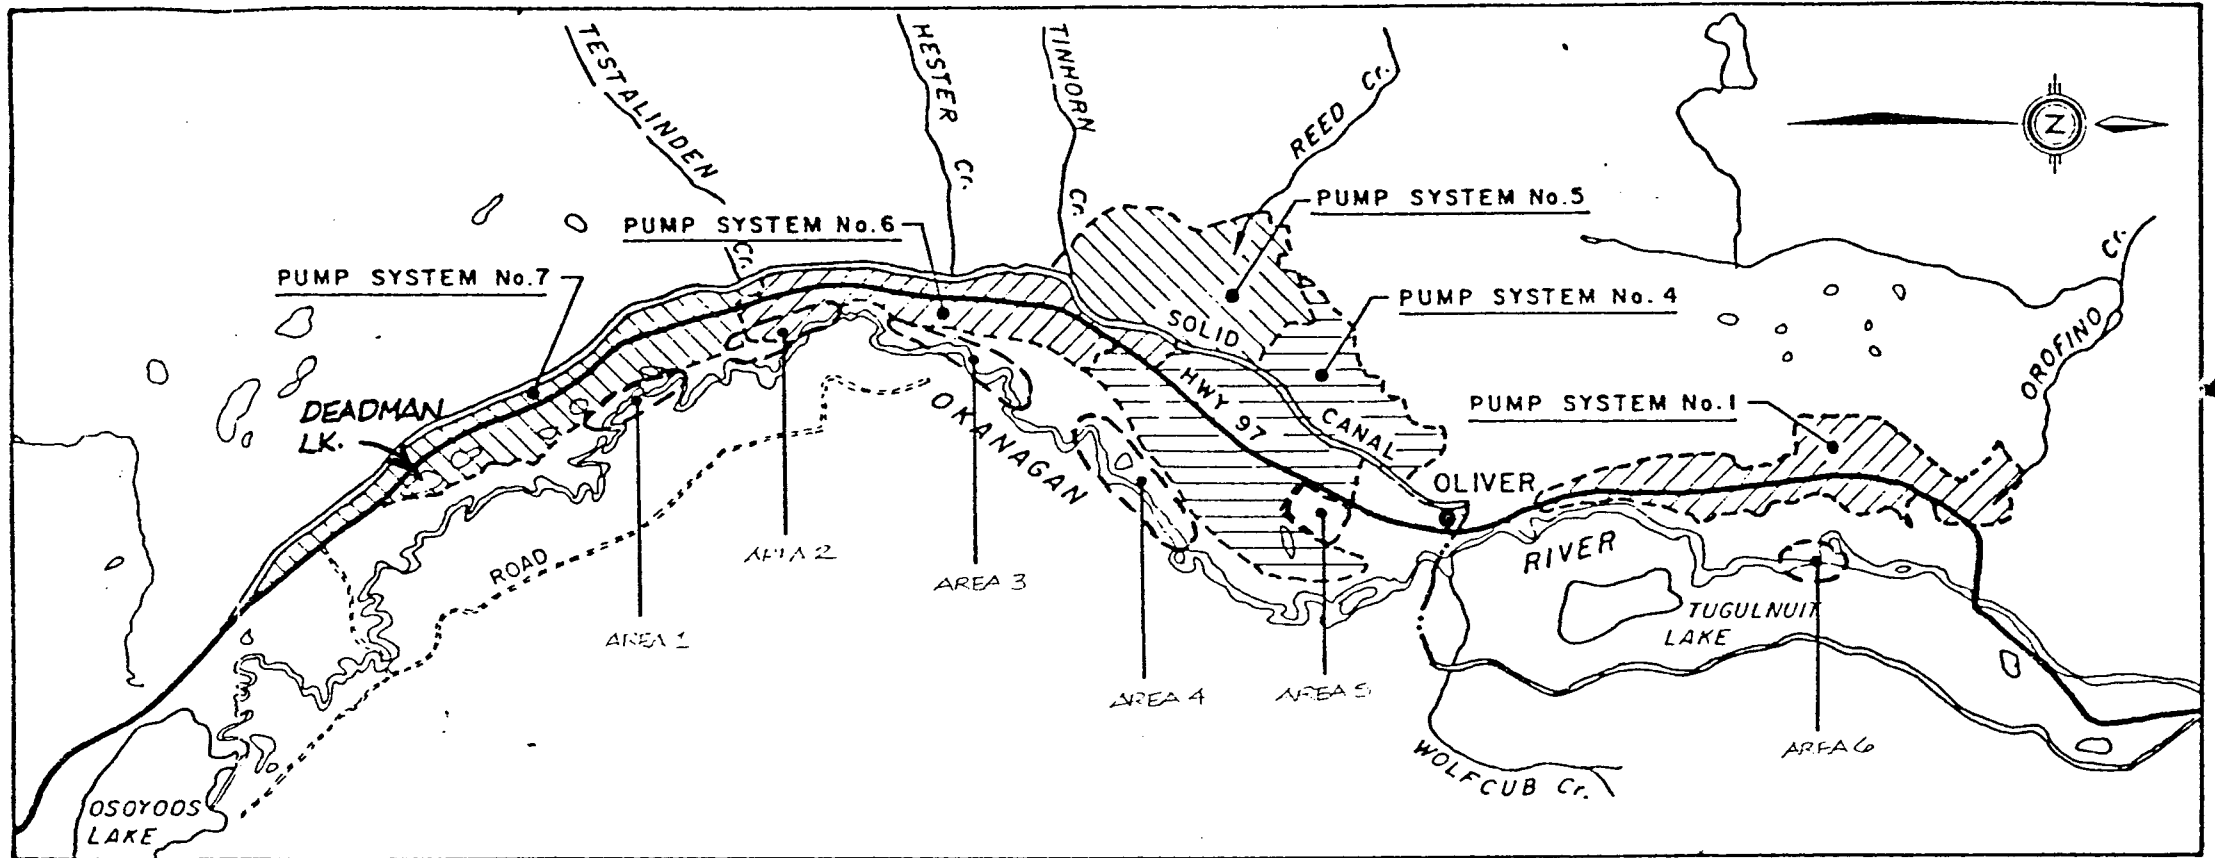 TESTALINDEN
Cr.
HESTER
Cr.
TINHORN
Cr.
REED Cr.
N
PUMP SYSTEM No.5
PUMP SYSTEM No.6
PUMP SYSTEM No.7
PUMP SYSTEM No. 4
PUMP SYSTEM No.1
SOLID
CANAL
HWY 97
OROFINO
Cr.
DEADMAN
LK.
OKANAGAN
RIVER
OLIVER
ROAD
AREA 1
AREA 2
AREA 3
AREA 4
AREA 5
AREA 6
TUGULNUIT
LAKE
WOLFCUB Cr.
OSOYOOS
LAKE